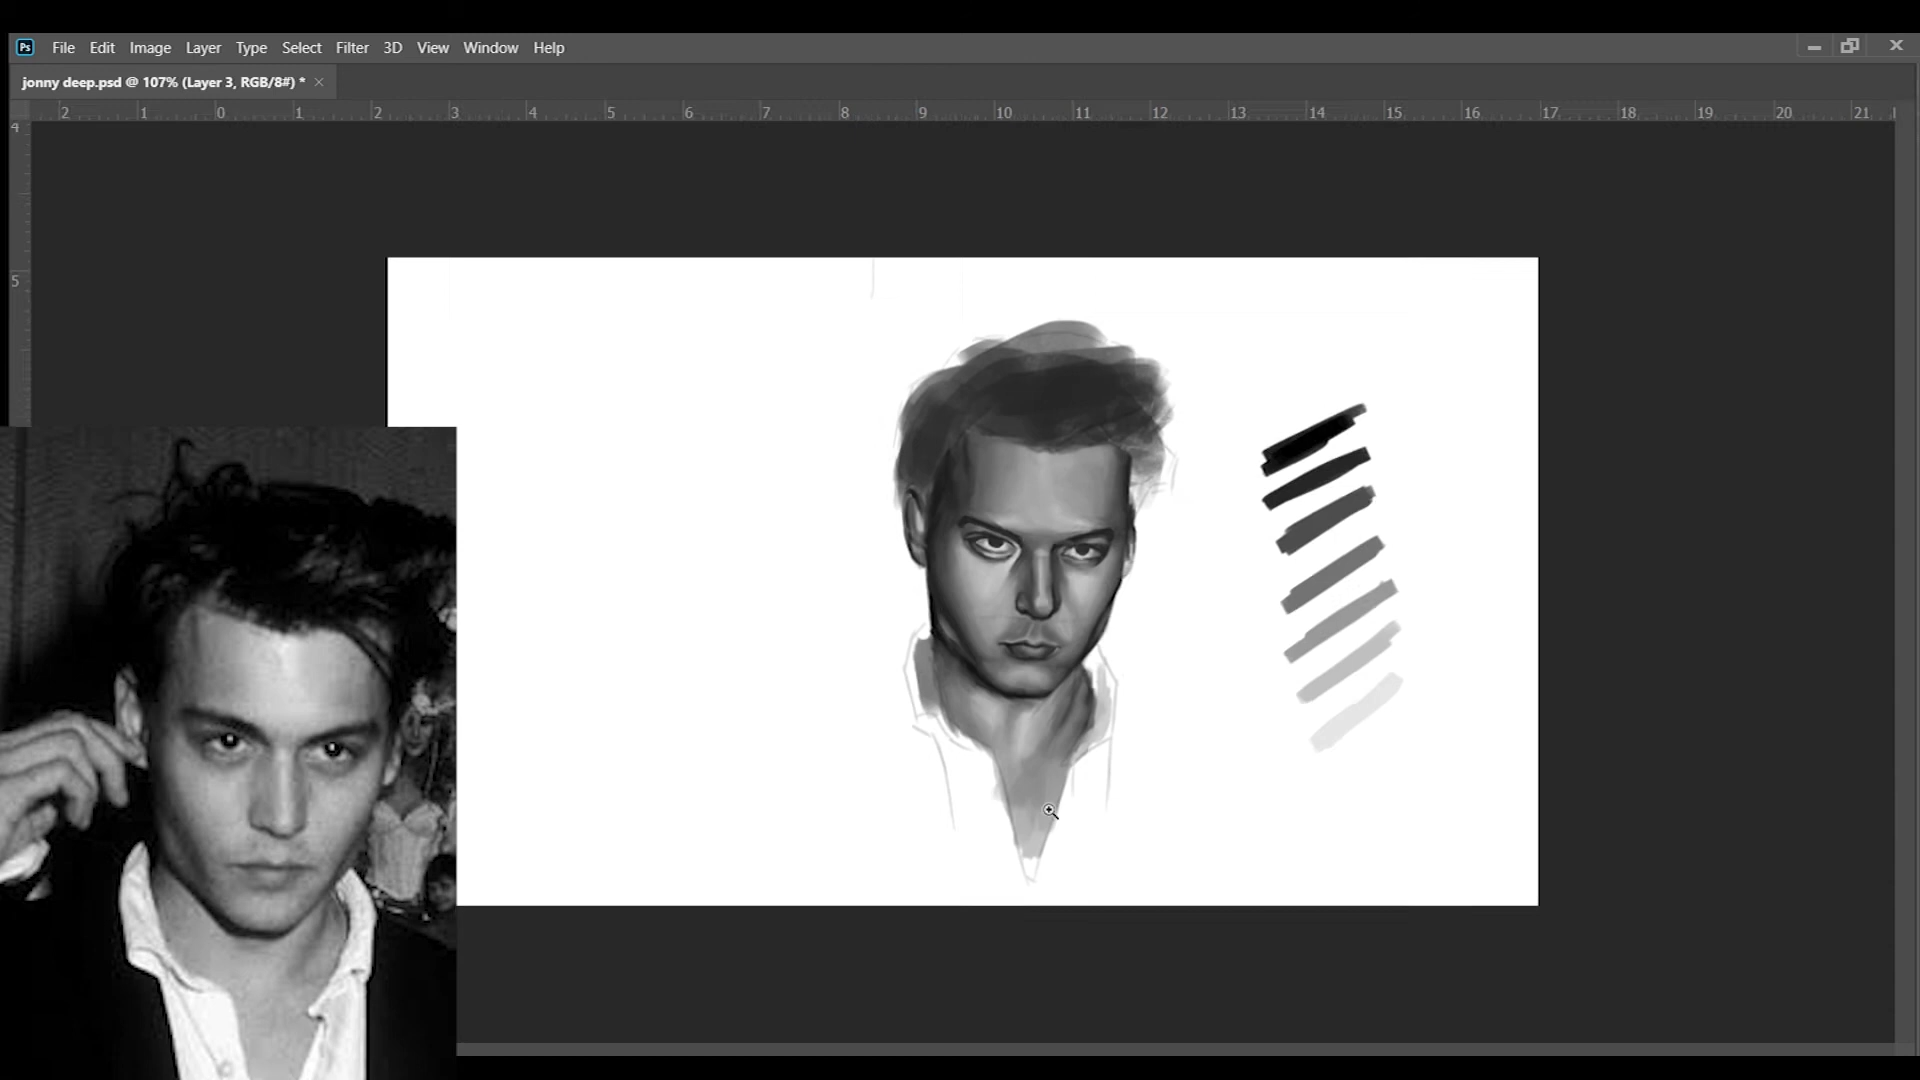 Ps File Edit Image Layer Type Select Filter 3D View Window Help
jonny deep.psd @ 107% (Layer 3, RGB/8#) * ×
2 1 0 1 2 3 4 5 6 7 8 9 10 11 12 13 14 15 16 17 18 19 20 21
4
5